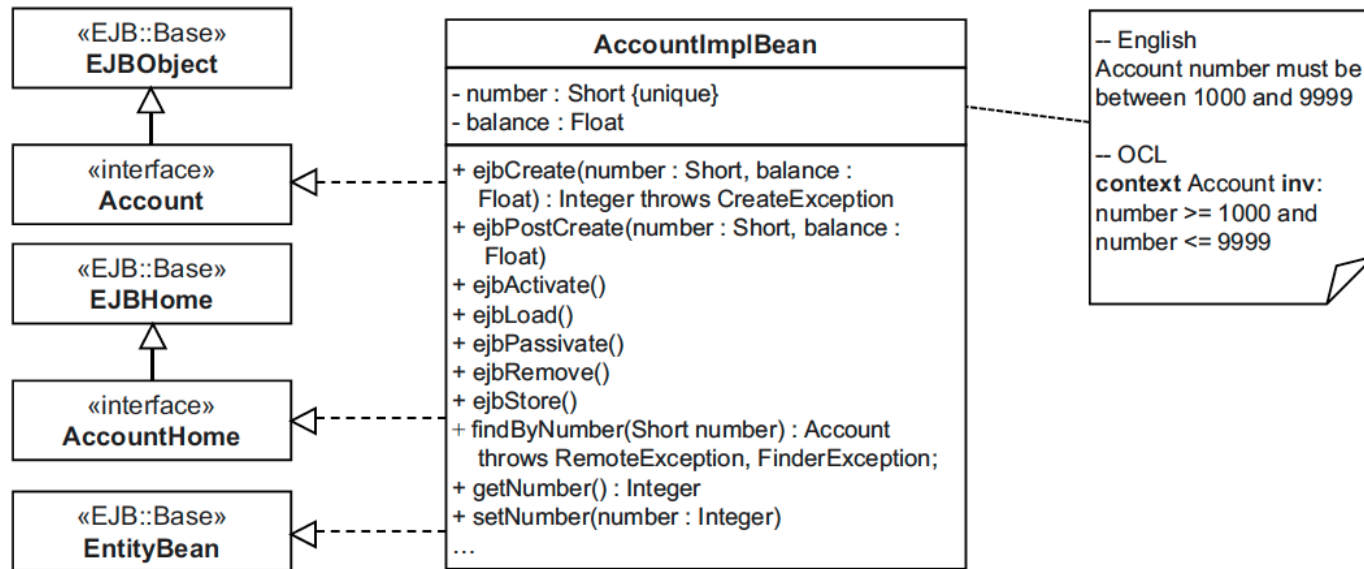 «EJB::Base»
EJBObject
«interface»
Account
«EJB::Base»
EJBHome
«interface»
AccountHome
«EJB::Base»
EntityBean
AccountImplBean
- number : Short {unique}
- balance : Float
+ ejbCreate(number : Short, balance :
Float) : Integer throws CreateException
+ ejbPostCreate(number : Short, balance :
Float)
+ ejbActivate()
+ ejbLoad()
+ ejbPassivate()
+ ejbRemove()
+ ejbStore()
+ findByNumber(Short number) : Account
throws RemoteException, FinderException;
+ getNumber() : Integer
+ setNumber(number : Integer)
...
-- English
Account number must be
between 1000 and 9999
-- OCL
context Account inv:
number >= 1000 and
number <= 9999